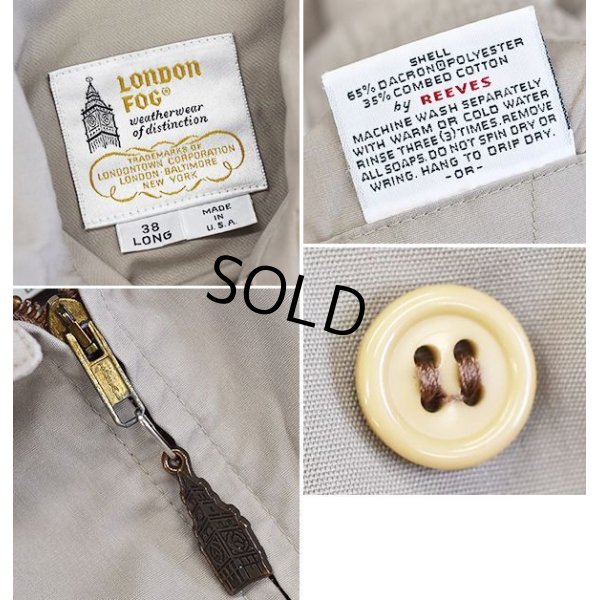 LONDON
FOG®
weatherwear
of distinction
TRADEMARKS OF
LONDONTOWN CORPORATION
LONDON · BALTIMORE
NEW YORK
38
LONG
MADE IN
U.S.A.
SHELL
65% DACRON® POLYESTER
35% COMBED COTTON
by REEVES
MACHINE WASH SEPARATELY
WITH WARM OR COLD WATER
RINSE THREE(3)TIMES. REMOVE
ALL SOAPS. DO NOT SPIN DRY OR
WRING. HANG TO DRIP DRY.
-OR-
SOLD